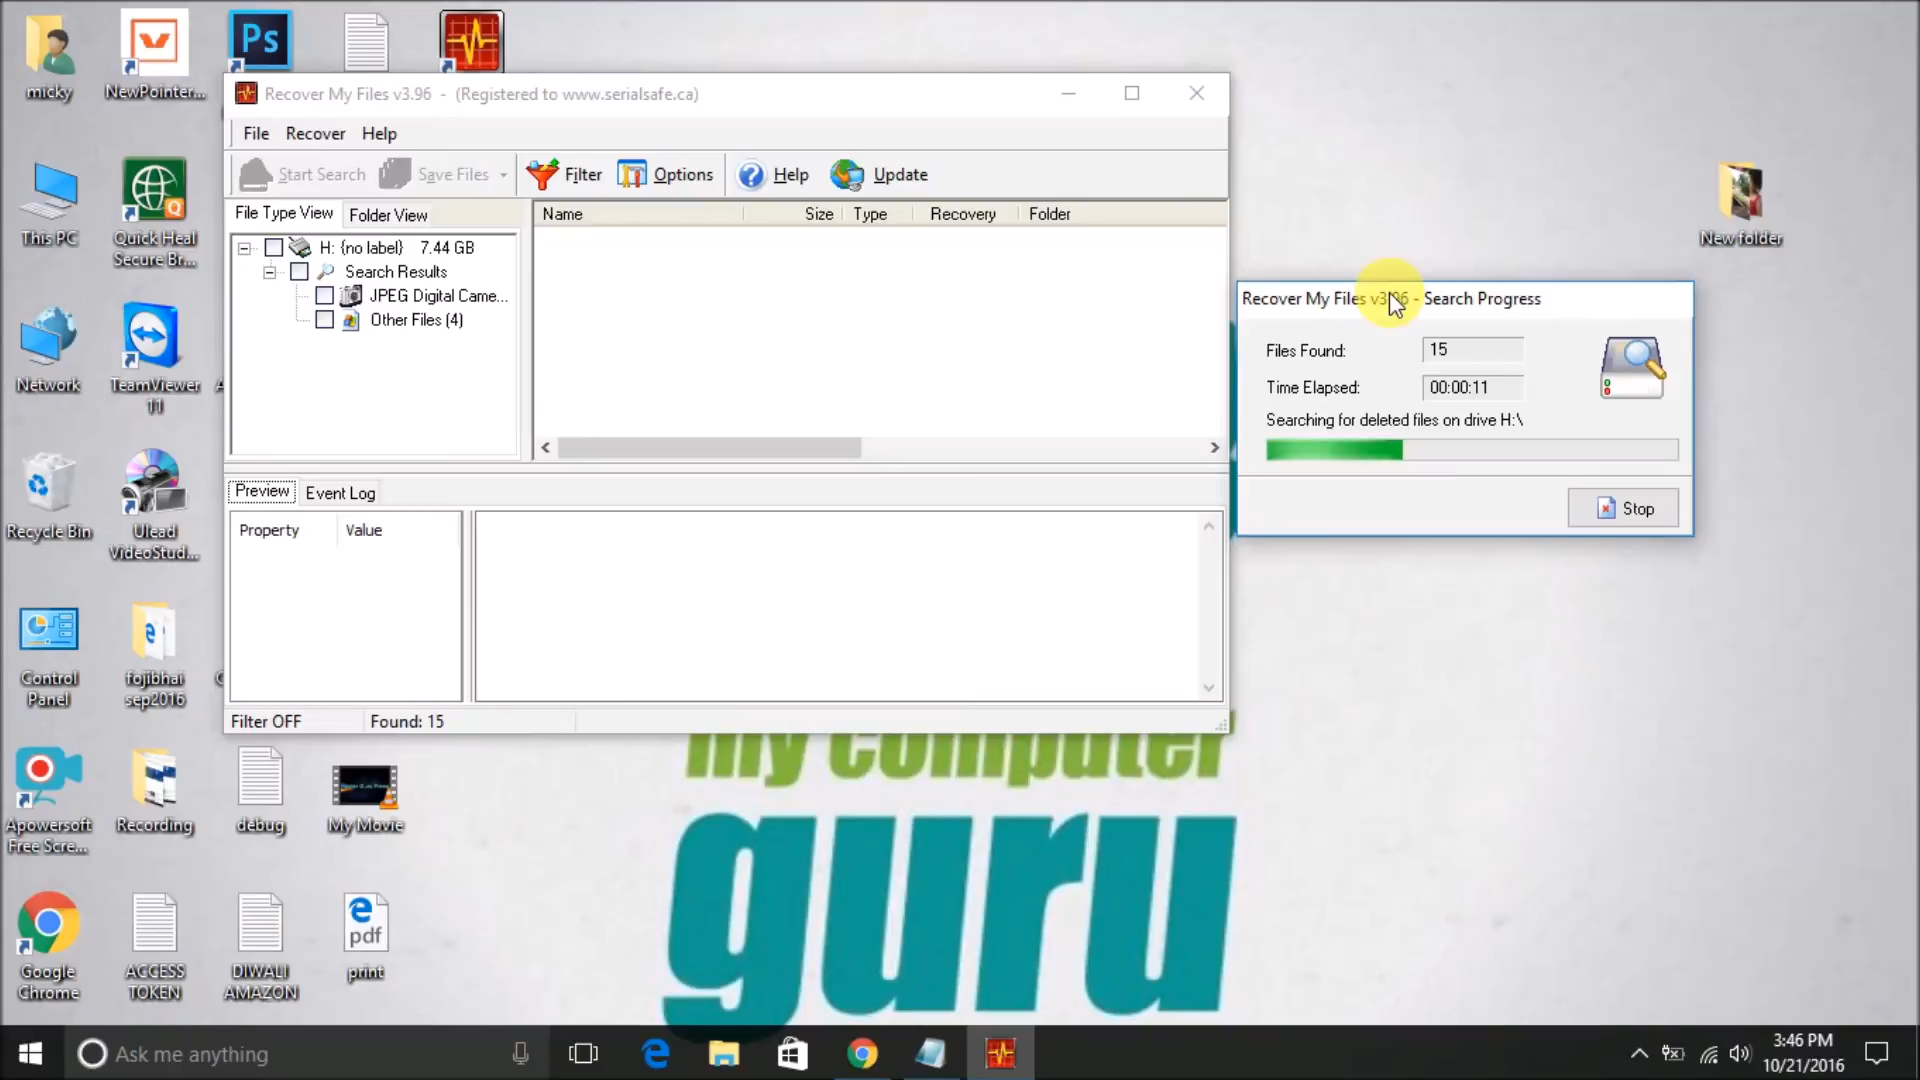 micky
NewPointer...
Ps
Recover My Files v3.96 - (Registered to www.serialsafe.ca)
File Recover Help
Start Search Save Files Filter Options Help Update
File Type View Folder View
Name Size Type Recovery Folder
H: {no label} 7.44 GB
Search Results
JPEG Digital Came...
Other Files (4)
This PC
Quick Heal
Secure Br...
New folder
Recover My Files v3.96 - Search Progress
Files Found: 15
Time Elapsed: 00:00:11
Searching for deleted files on drive H:\
Stop
Network
TeamViewer
11
Preview Event Log
Property Value
Recycle Bin
Ulead
VideoStud...
Control
Panel
fojibhai
sep2016
Filter OFF Found: 15
my computer
guru
Apowersoft
Free Scre...
Recording
debug
My Movie
Google
Chrome
ACCESS
TOKEN
DIWALI
AMAZON
pdf
print
Ask me anything
3:46 PM
10/21/2016